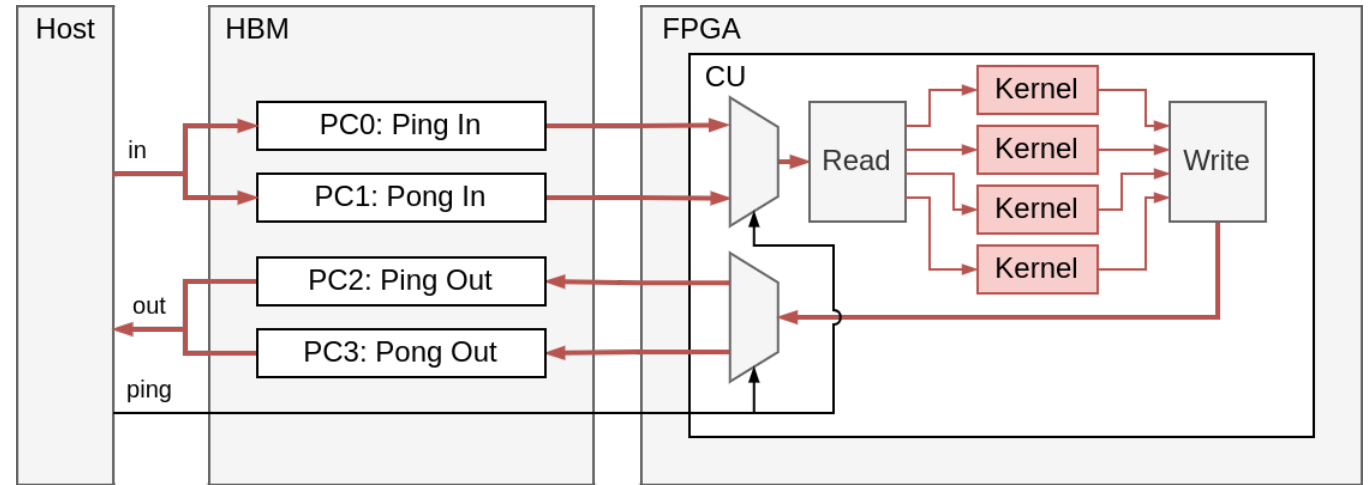 Host
HBM
FPGA
CU
in
PC0: Ping In
PC1: Pong In
Read
Kernel
Kernel
Kernel
Kernel
Write
out
PC2: Ping Out
PC3: Pong Out
ping